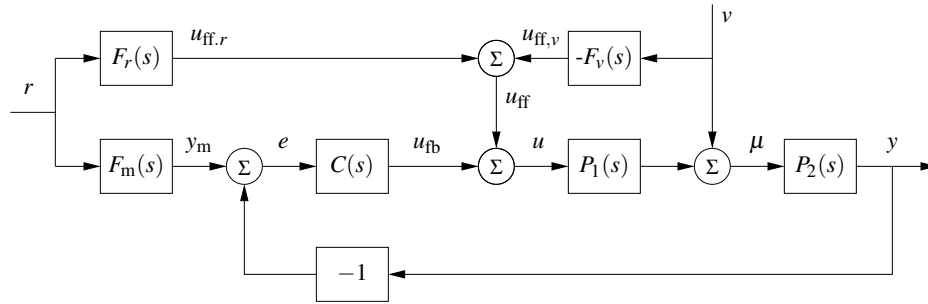 v
u_ff,r u_ff,v
F_r(s) Σ -F_v(s)
r u_ff
y_m e u_fb u μ y
F_m(s) Σ C(s) Σ P_1(s) Σ P_2(s)
−1